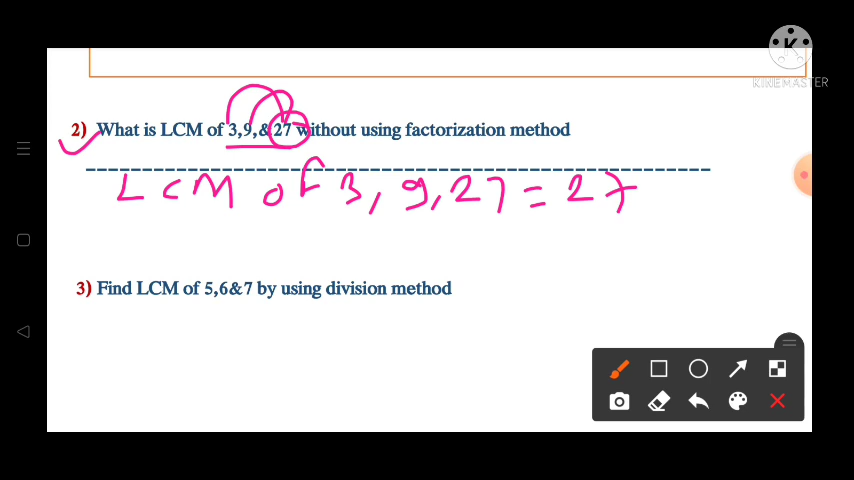 KINEMASTER
2) What is LCM of 3,9,&27 without using factorization method
LCM of 3, 9, 27 = 27
3) Find LCM of 5,6&7 by using division method